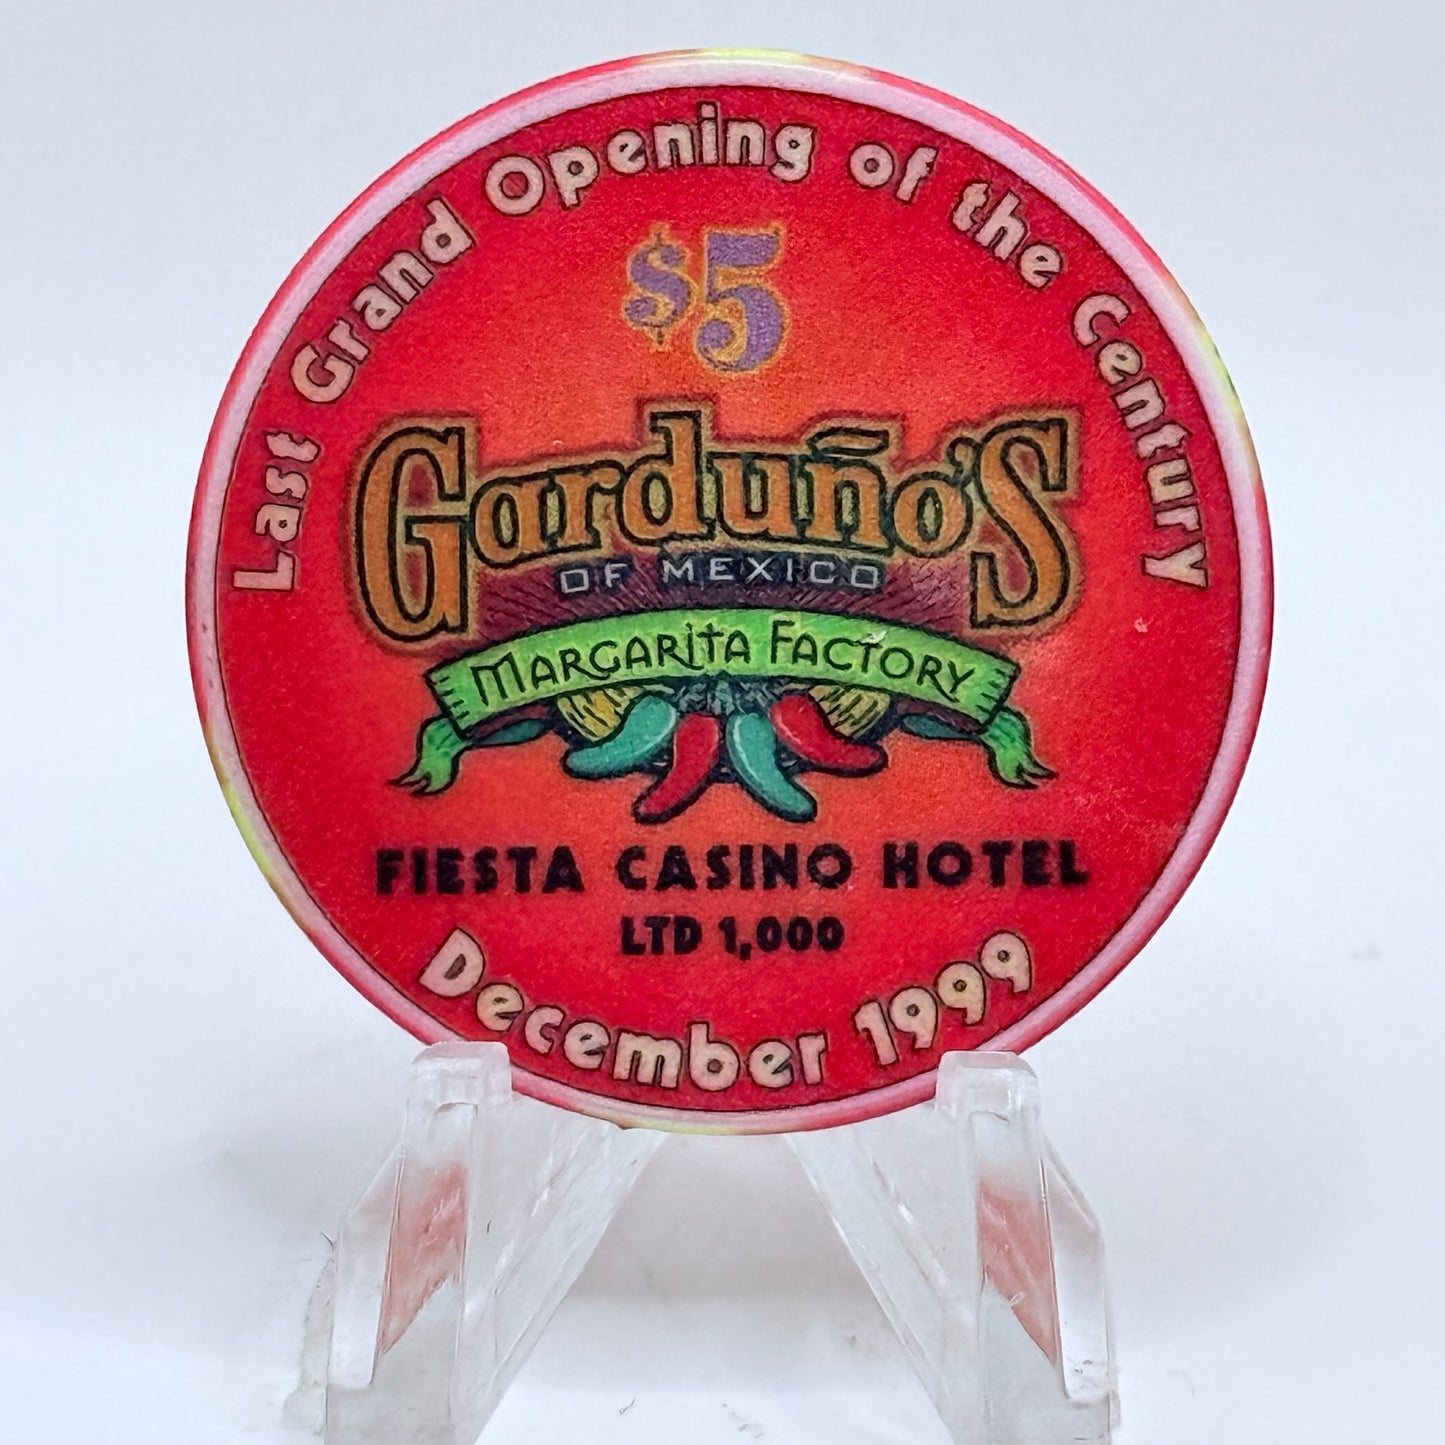 Last Grand Opening of the Century
$5
Garduño's
OF MEXICO
MARGARITA FACTORY
FIESTA CASINO HOTEL
LTD 1,000
December 1999